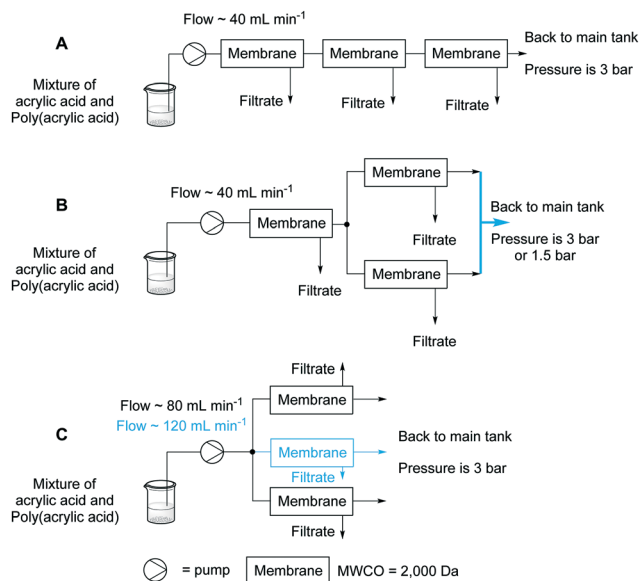 Flow ~ 40 mL min⁻¹
A
Membrane
Membrane
Membrane
Back to main tank
Pressure is 3 bar
Mixture of
acrylic acid and
Poly(acrylic acid)
Filtrate
Filtrate
Filtrate
Flow ~ 40 mL min⁻¹
B
Membrane
Membrane
Filtrate
Back to main tank
Pressure is 3 bar
or 1.5 bar
Mixture of
acrylic acid and
Poly(acrylic acid)
Filtrate
Membrane
Filtrate
Filtrate
Membrane
Flow ~ 80 mL min⁻¹
Flow ~ 120 mL min⁻¹
C
Membrane
Filtrate
Back to main tank
Pressure is 3 bar
Mixture of
acrylic acid and
Poly(acrylic acid)
Membrane
Filtrate
= pump
Membrane
MWCO = 2,000 Da